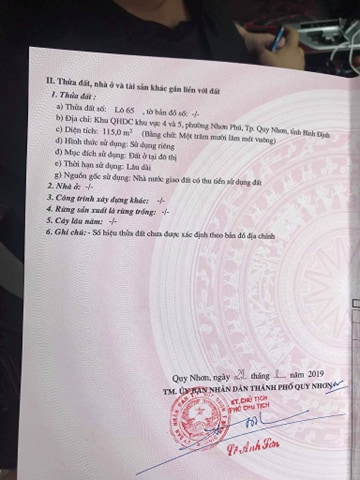 II. Thửa đất, nhà ở và tài sản khác gắn liền với đất
1. Thửa đất :
a) Thửa đất số: Lô 65 , tờ bản đồ số: -/-
b) Địa chỉ: Khu QHDC khu vực 4 và 5, phường Nhơn Phú, Tp. Quy Nhơn, tỉnh Bình Định
c) Diện tích: 115,0 m² (Bằng chữ: Một trăm mười lăm mét vuông)
d) Hình thức sử dụng: Sử dụng riêng
đ) Mục đích sử dụng: Đất ở tại đô thị
e) Thời hạn sử dụng: Lâu dài
g) Nguồn gốc sử dụng: Nhà nước giao đất có thu tiền sử dụng đất
2. Nhà ở: -/-
3. Công trình xây dựng khác: -/-
4. Rừng sản xuất là rừng trồng: -/-
5. Cây lâu năm: -/-
6. Ghi chú:- Số hiệu thửa đất chưa được xác định theo bản đồ địa chính
Quy Nhơn, ngày tháng năm 2019
TM. ỦY BAN NHÂN DÂN THÀNH PHỐ QUY NHƠN
KT.CHỦ TỊCH
PHÓ CHỦ TỊCH